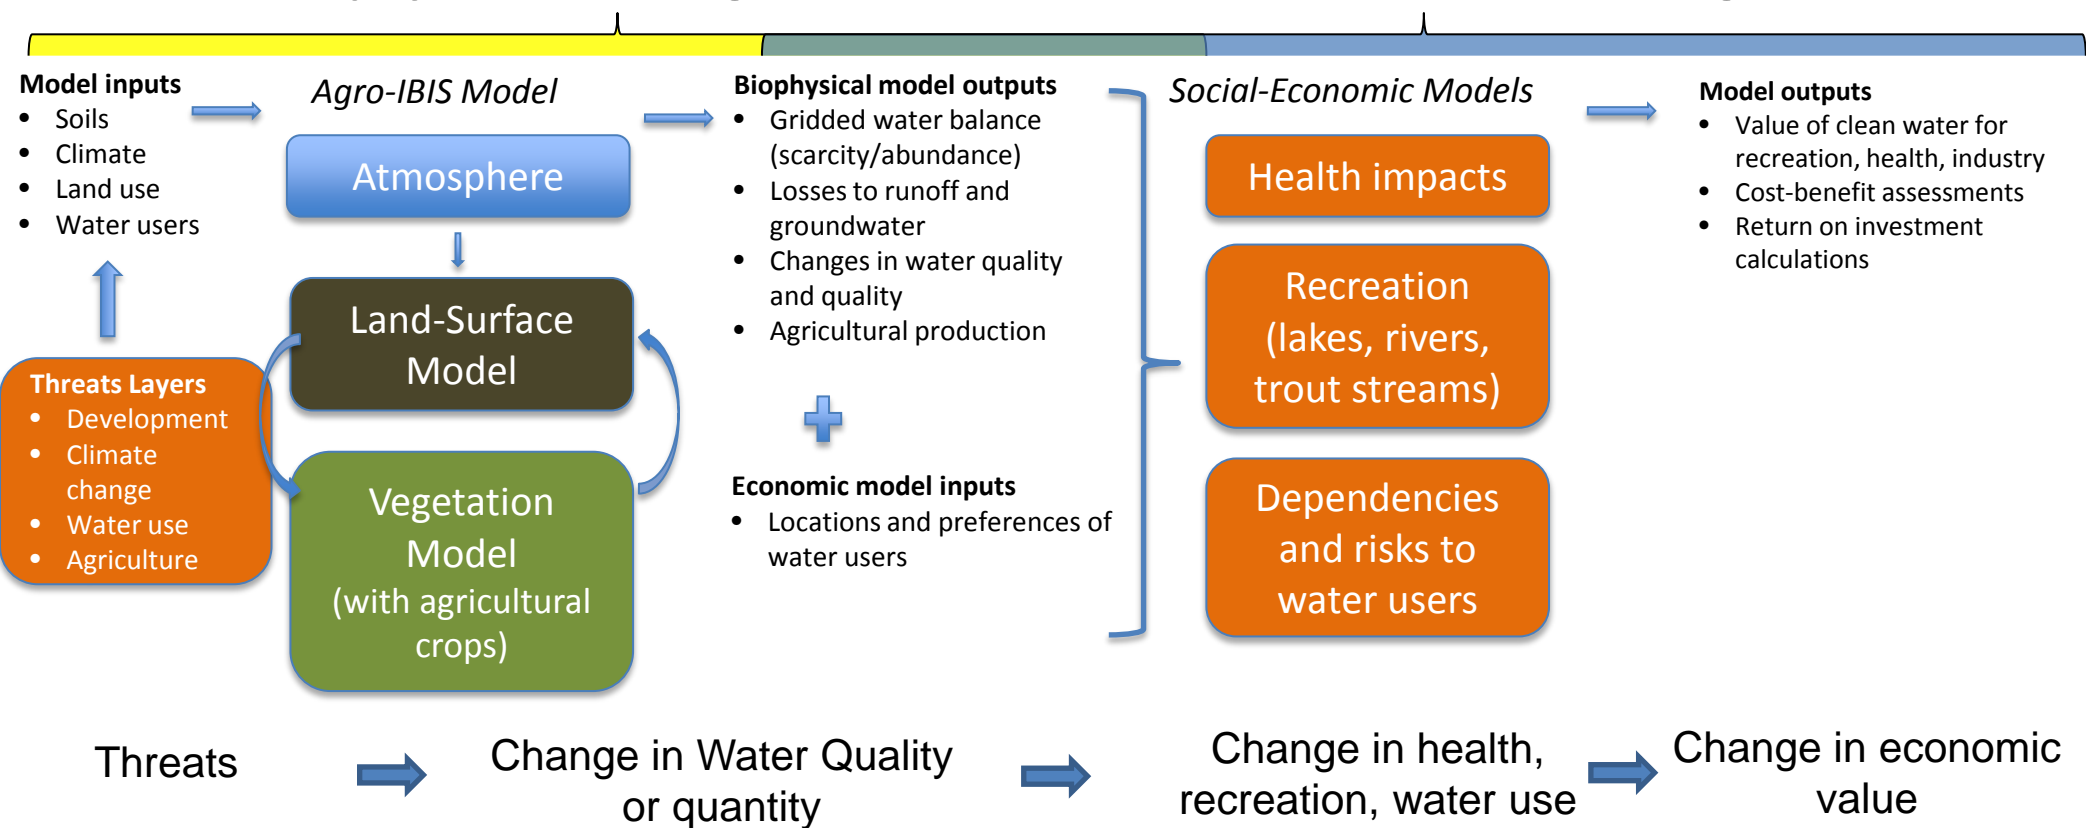 Model inputs
• Soils
• Climate
• Land use
• Water users
Threats Layers
• Development
• Climate
change
• Water use
• Agriculture
Agro-IBIS Model
Atmosphere
Land-Surface
Model
Vegetation
Model
(with agricultural
crops)
Biophysical model outputs
• Gridded water balance
(scarcity/abundance)
• Losses to runoff and
groundwater
• Changes in water quality
and quality
• Agricultural production
Economic model inputs
• Locations and preferences of
water users
Social-Economic Models
Health impacts
Recreation
(lakes, rivers,
trout streams)
Dependencies
and risks to
water users
Model outputs
• Value of clean water for
recreation, health, industry
• Cost-benefit assessments
• Return on investment
calculations
Threats
Change in Water Quality
or quantity
Change in health,
recreation, water use
Change in economic
value